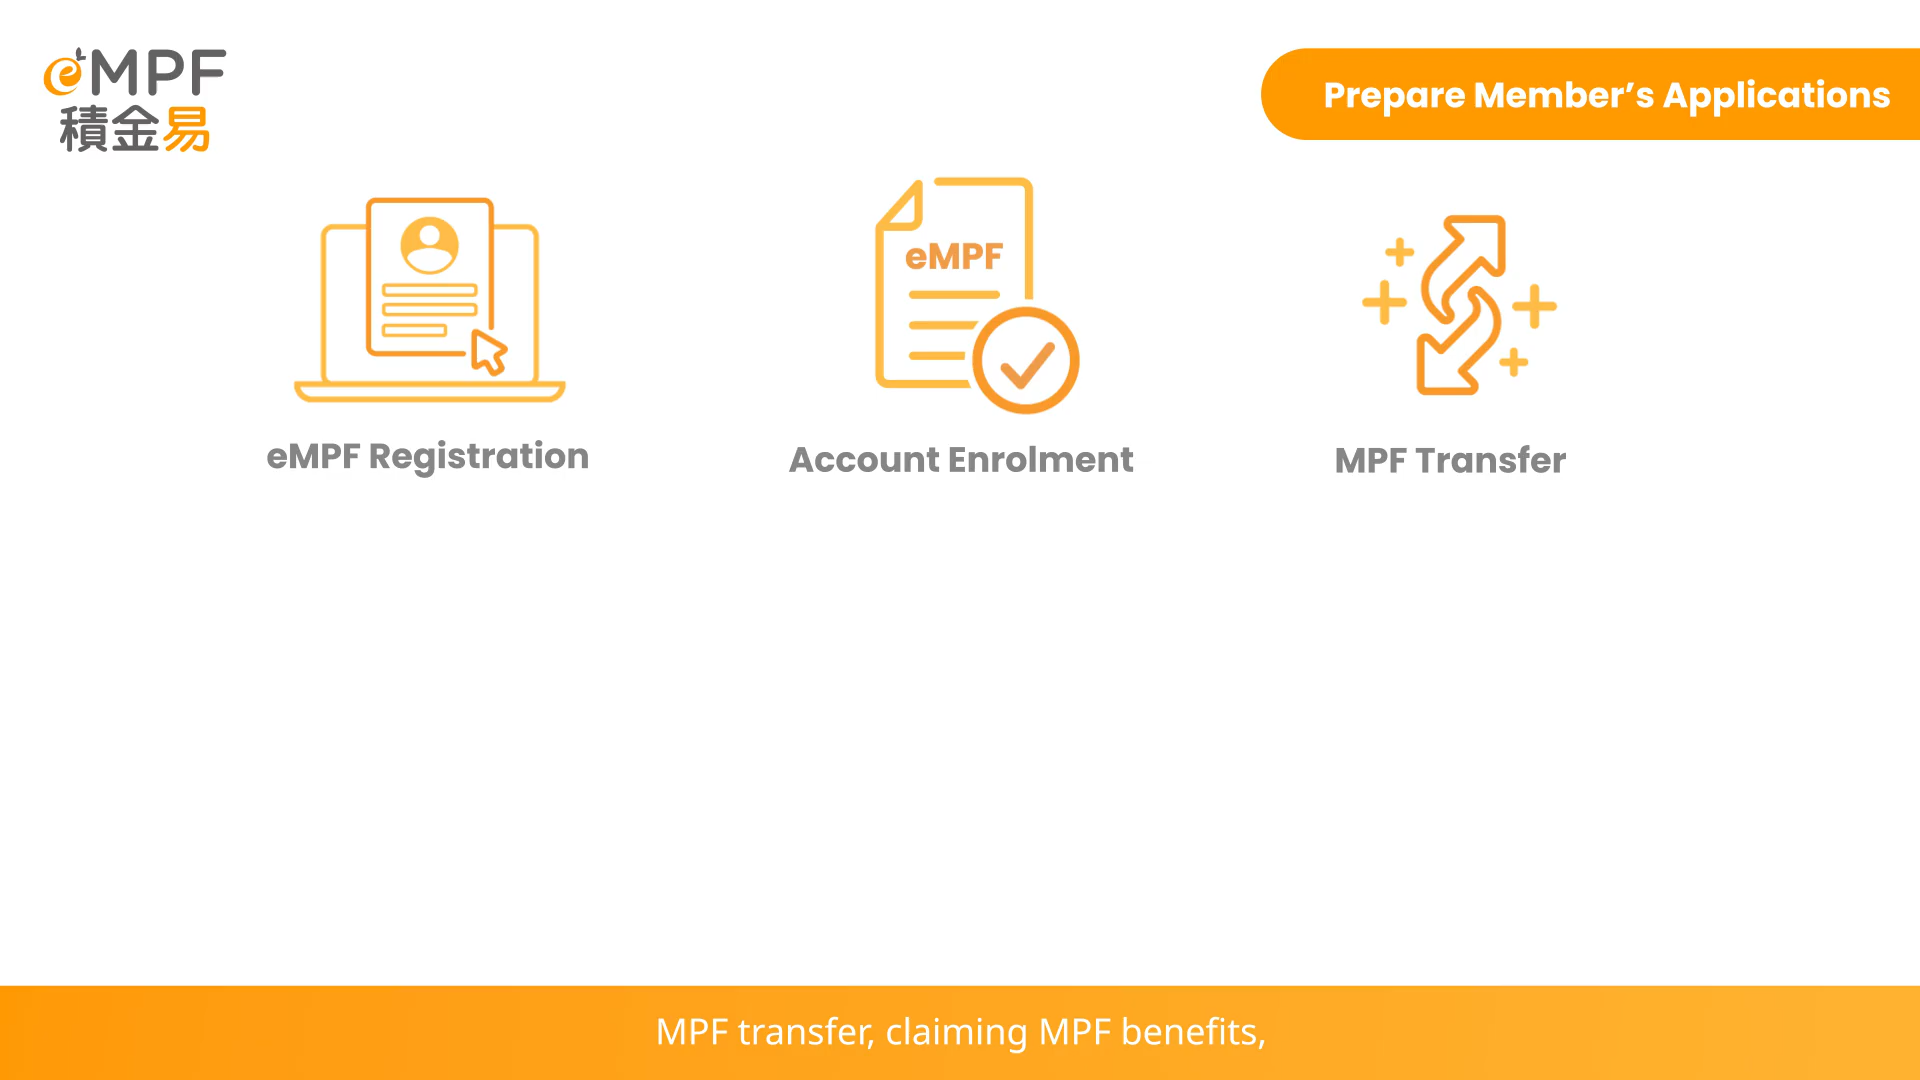 eMPF
積金易
Prepare Member’s Applications
eMPF
eMPF Registration
Account Enrolment
MPF Transfer
MPF transfer, claiming MPF benefits,